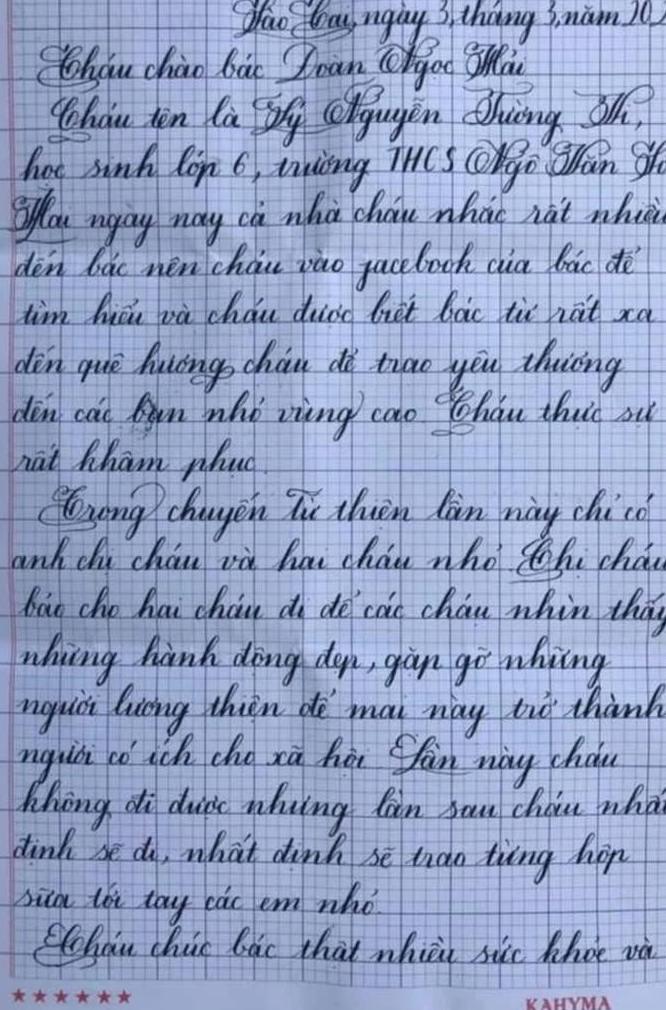 Lào Cai, ngày 3, tháng 3, năm 202
Cháu chào bác Đoàn Ngọc Hải
Cháu tên là Lý Nguyễn Tường
học sinh lớp 6, trường THCS Ngô Văn
Mấy ngày nay cả nhà cháu nhắc rất nhiều
đến bác nên cháu vào facebook của bác để
tìm hiểu và cháu được biết bác từ rất xa
đến quê hương cháu để trao yêu thương
đến các bạn nhỏ vùng cao. Cháu thực sự
rất khâm phục.
Trong chuyến từ thiện lần này chỉ có
anh chị cháu và hai cháu nhỏ. Chị cháu
bảo cho hai cháu đi để các cháu nhìn thấy
những hành động đẹp, gặp gỡ những
người lương thiện để mai này trở thành
người có ích cho xã hội. Lần này cháu
không đi được nhưng lần sau cháu nhất
định sẽ đi, nhất định sẽ trao từng hộp
sữa tới tay các em nhỏ.
Cháu chúc bác thật nhiều sức khỏe và
KAHYMA